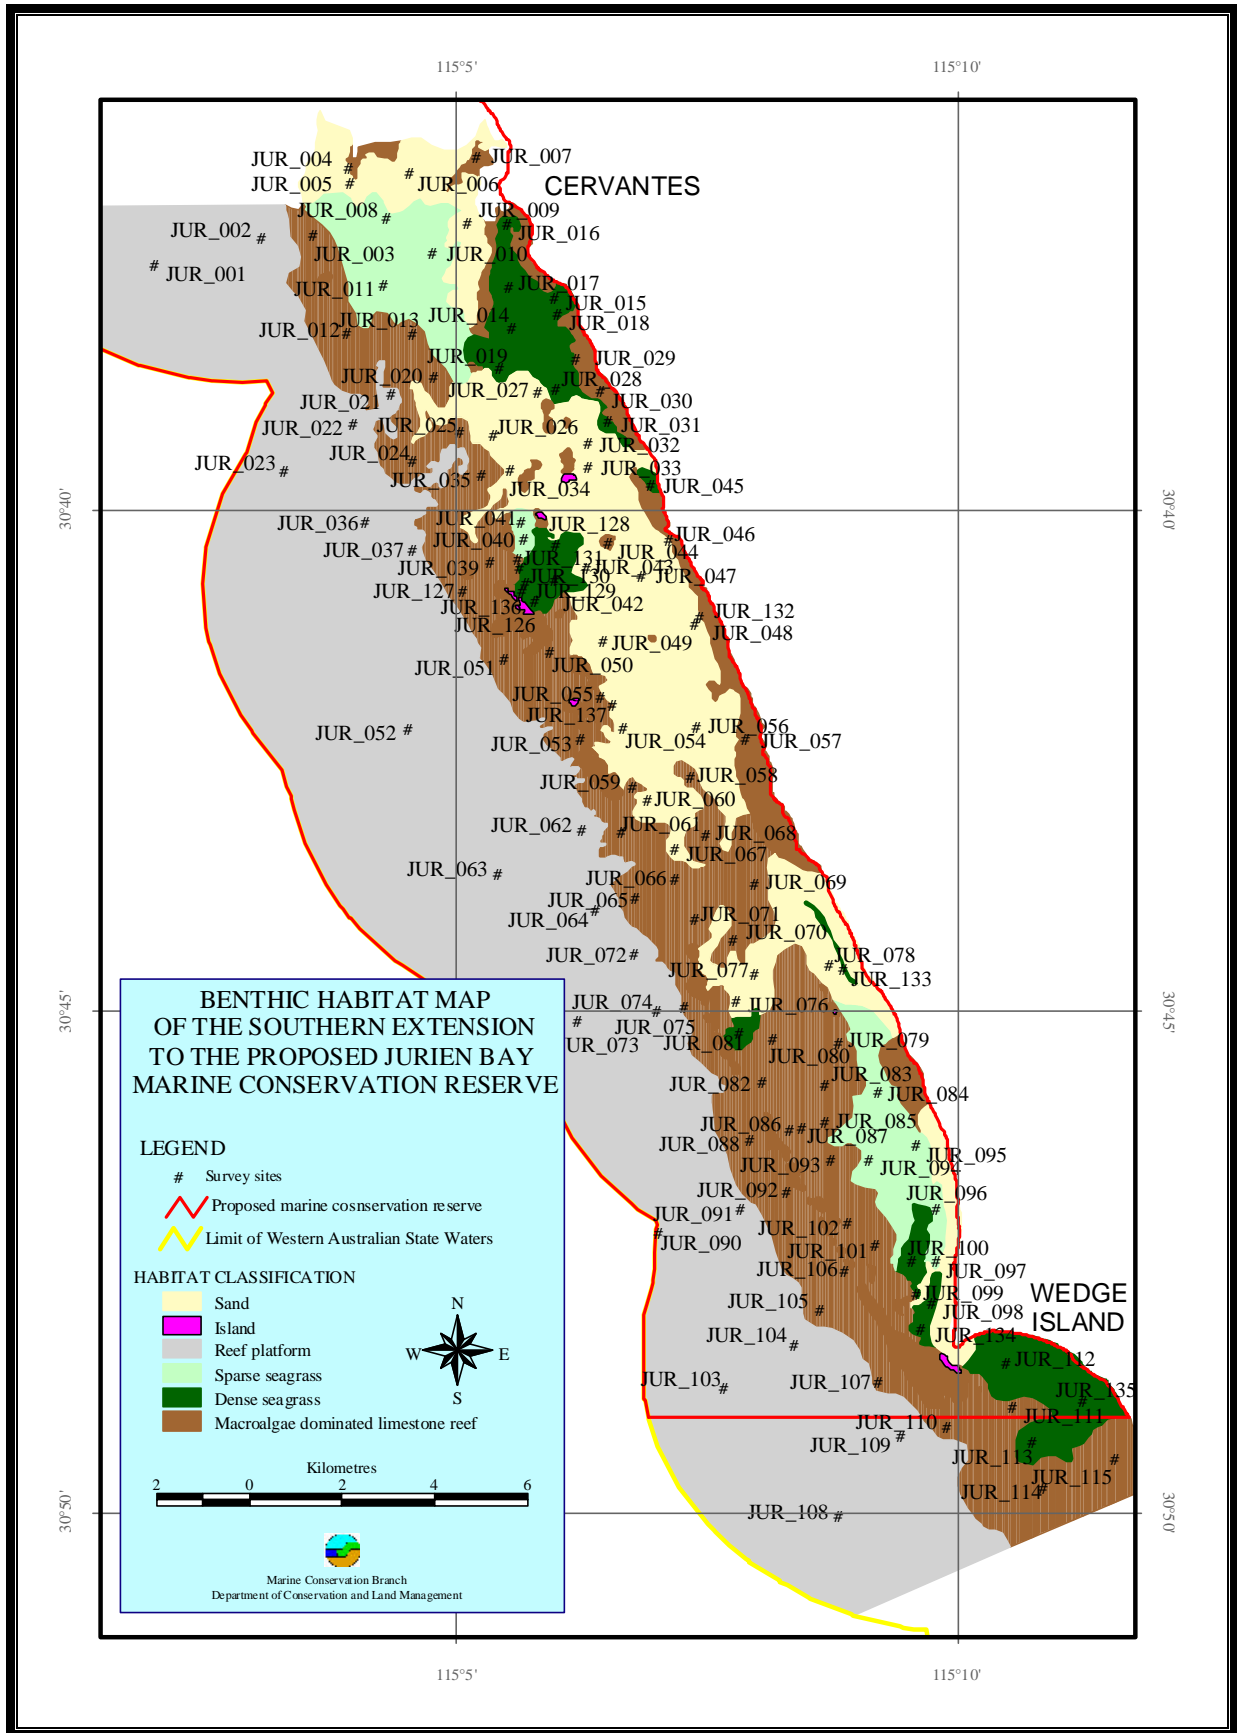 115°5'
115°10'
JUR_004
JUR_007
JUR_005
JUR_006
CERVANTES
JUR_008
JUR_009
JUR_002
JUR_016
JUR_003
JUR_010
JUR_001
JUR_011
JUR_017
JUR_015
JUR_014
JUR_013
JUR_018
JUR_012
JUR_019
JUR_029
JUR_020
JUR_027
JUR_028
JUR_021
JUR_030
JUR_022
JUR_025
JUR_026
JUR_031
JUR_032
JUR_024
JUR_023
JUR_035
JUR_033
JUR_034
JUR_045
30°40'
30°40'
JUR_036
JUR_041
JUR_128
JUR_040
JUR_046
JUR_037
JUR_044
JUR_131
JUR_039
JUR_043
JUR_130
JUR_047
JUR_127
JUR_129
JUR_136
JUR_042
JUR_132
JUR_126
JUR_048
JUR_049
JUR_051
JUR_050
JUR_055
JUR_137
JUR_052
JUR_056
JUR_053
JUR_054
JUR_057
JUR_058
JUR_059
JUR_060
JUR_062
JUR_061
JUR_068
JUR_067
JUR_063
JUR_066
JUR_069
JUR_065
JUR_064
JUR_071
JUR_070
JUR_072
JUR_078
JUR_077
JUR_133
JUR_074
JUR_076
30°45'
30°45'
JUR_075
JUR_073
JUR_081
JUR_079
JUR_080
JUR_082
JUR_083
JUR_084
JUR_086
JUR_085
JUR_087
JUR_088
JUR_095
JUR_093
JUR_094
JUR_092
JUR_096
JUR_091
JUR_102
JUR_090
JUR_101
JUR_100
JUR_106
JUR_097
JUR_099
WEDGE
ISLAND
JUR_105
JUR_098
JUR_104
JUR_134
JUR_112
JUR_103
JUR_107
JUR_135
JUR_110
JUR_111
JUR_109
JUR_113
JUR_115
JUR_114
JUR_108
30°50'
30°50'
BENTHIC HABITAT MAP
OF THE SOUTHERN EXTENSION
TO THE PROPOSED JURIEN BAY
MARINE CONSERVATION RESERVE
LEGEND
# Survey sites
Proposed marine cosnservation reserve
Limit of Western Australian State Waters
HABITAT CLASSIFICATION
Sand
Island
Reef platform
Sparse seagrass
Dense seagrass
Macroalgae dominated limestone reef
N
W E
S
Kilometres
2 0 2 4 6
Marine Conservation Branch
Department of Conservation and Land Management
115°5'
115°10'